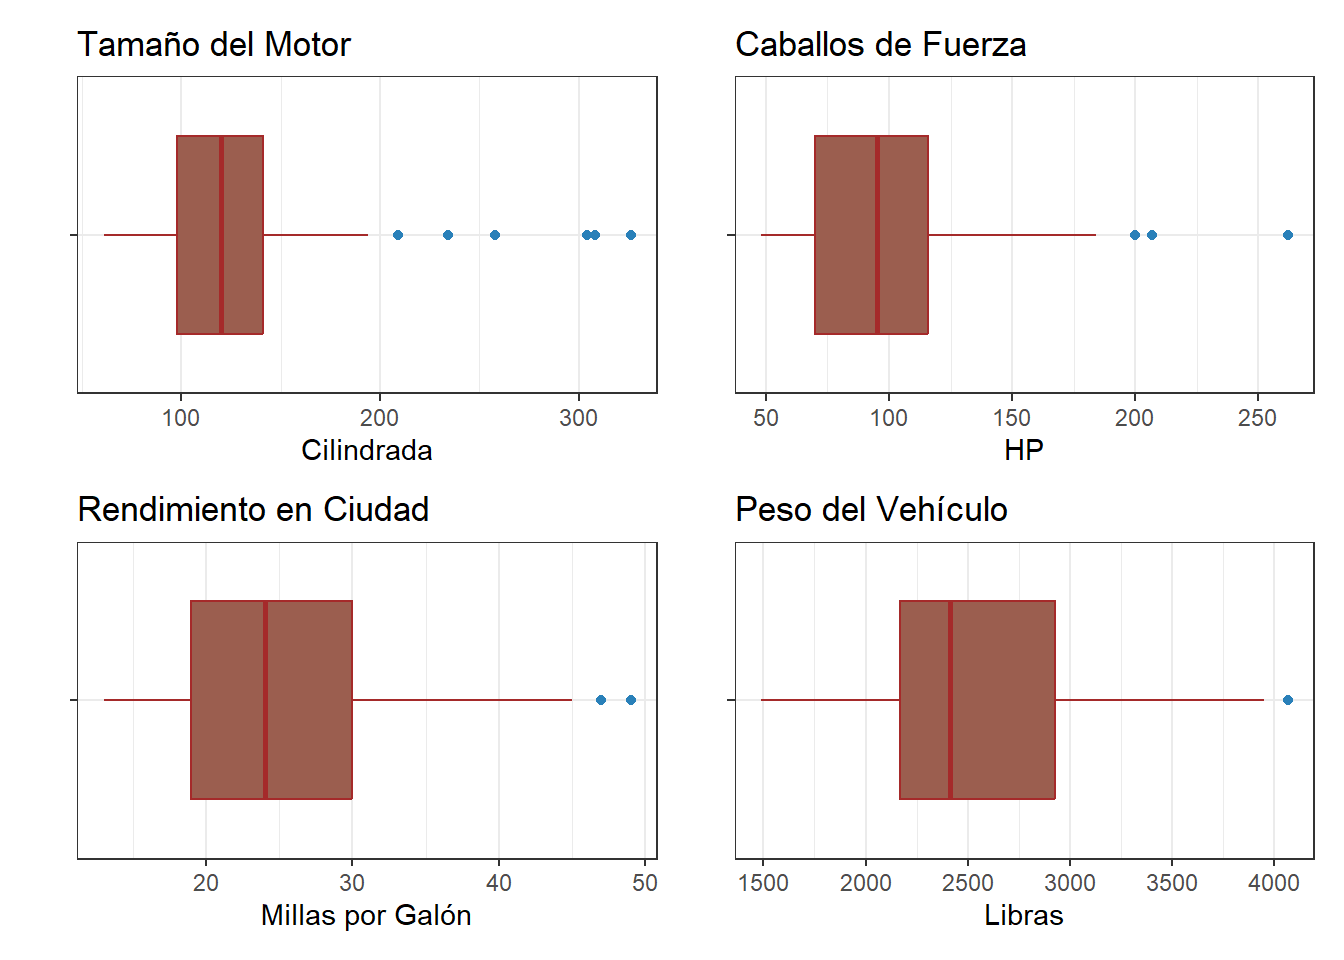 Tamaño del Motor
100 200 300
Cilindrada
Caballos de Fuerza
50 100 150 200 250
HP
Rendimiento en Ciudad
20 30 40 50
Millas por Galón
Peso del Vehículo
1500 2000 2500 3000 3500 4000
Libras